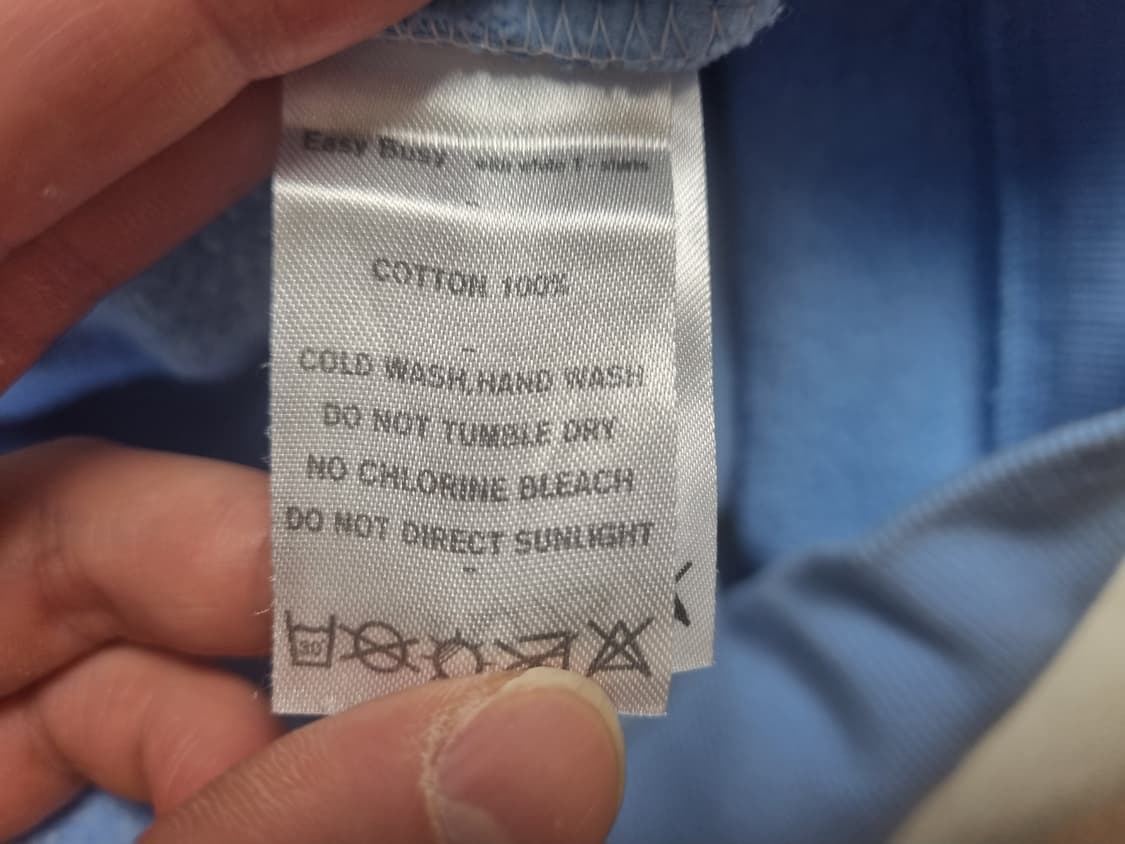 Easy Busy
COTTON 100%
COLD WASH,HAND WASH
DO NOT TUMBLE DRY
NO CHLORINE BLEACH
DO NOT DIRECT SUNLIGHT
30